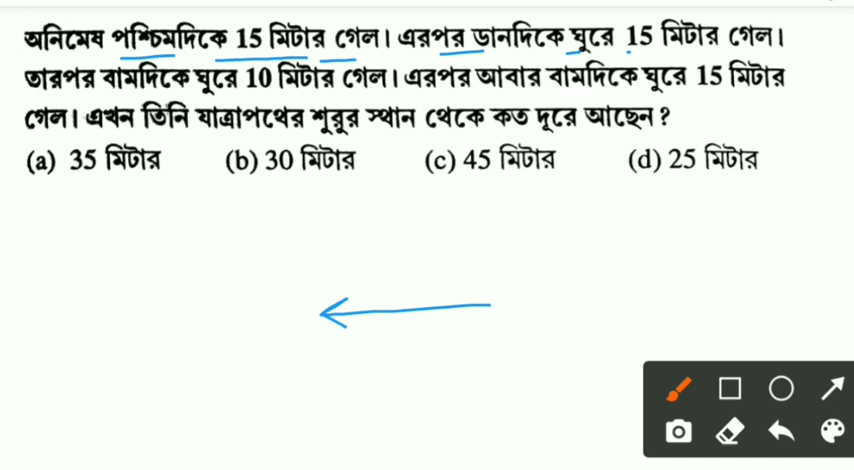 অনিমেষ পশ্চিমদিকে 15 মিটার গেল। এরপর ডানদিকে ঘুরে 15 মিটার গেল।
তারপর বামদিকে ঘুরে 10 মিটার গেল। এরপর আবার বামদিকে ঘুরে 15 মিটার
গেল। এখন তিনি যাত্রাপথের শুরুর স্থান থেকে কত দূরে আছেন?
(a) 35 মিটার (b) 30 মিটার (c) 45 মিটার (d) 25 মিটার